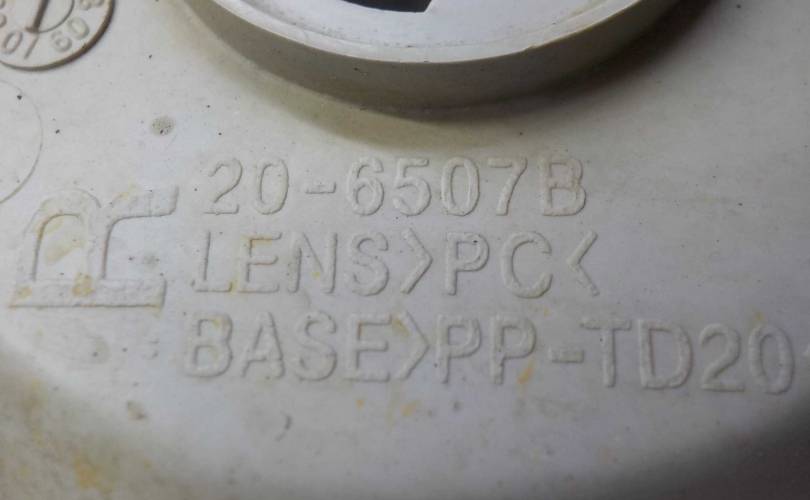 R
20-6507B
LENS>PC<
BASE>PP-TD20